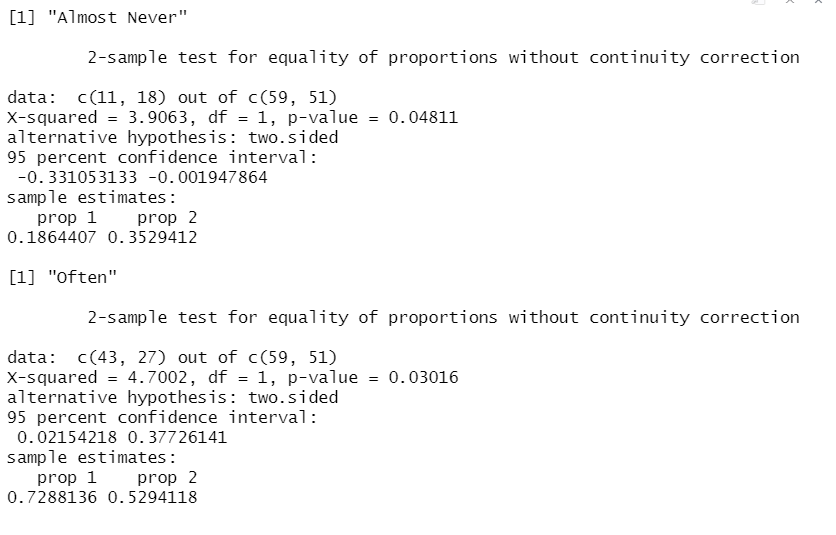 [1] "Almost Never"
2-sample test for equality of proportions without continuity correction
data:  c(11, 18) out of c(59, 51)
X-squared = 3.9063, df = 1, p-value = 0.04811
alternative hypothesis: two.sided
95 percent confidence interval:
-0.331053133 -0.001947864
sample estimates:
prop 1    prop 2
0.1864407 0.3529412
[1] "Often"
2-sample test for equality of proportions without continuity correction
data:  c(43, 27) out of c(59, 51)
X-squared = 4.7002, df = 1, p-value = 0.03016
alternative hypothesis: two.sided
95 percent confidence interval:
0.02154218 0.37726141
sample estimates:
prop 1    prop 2
0.7288136 0.5294118